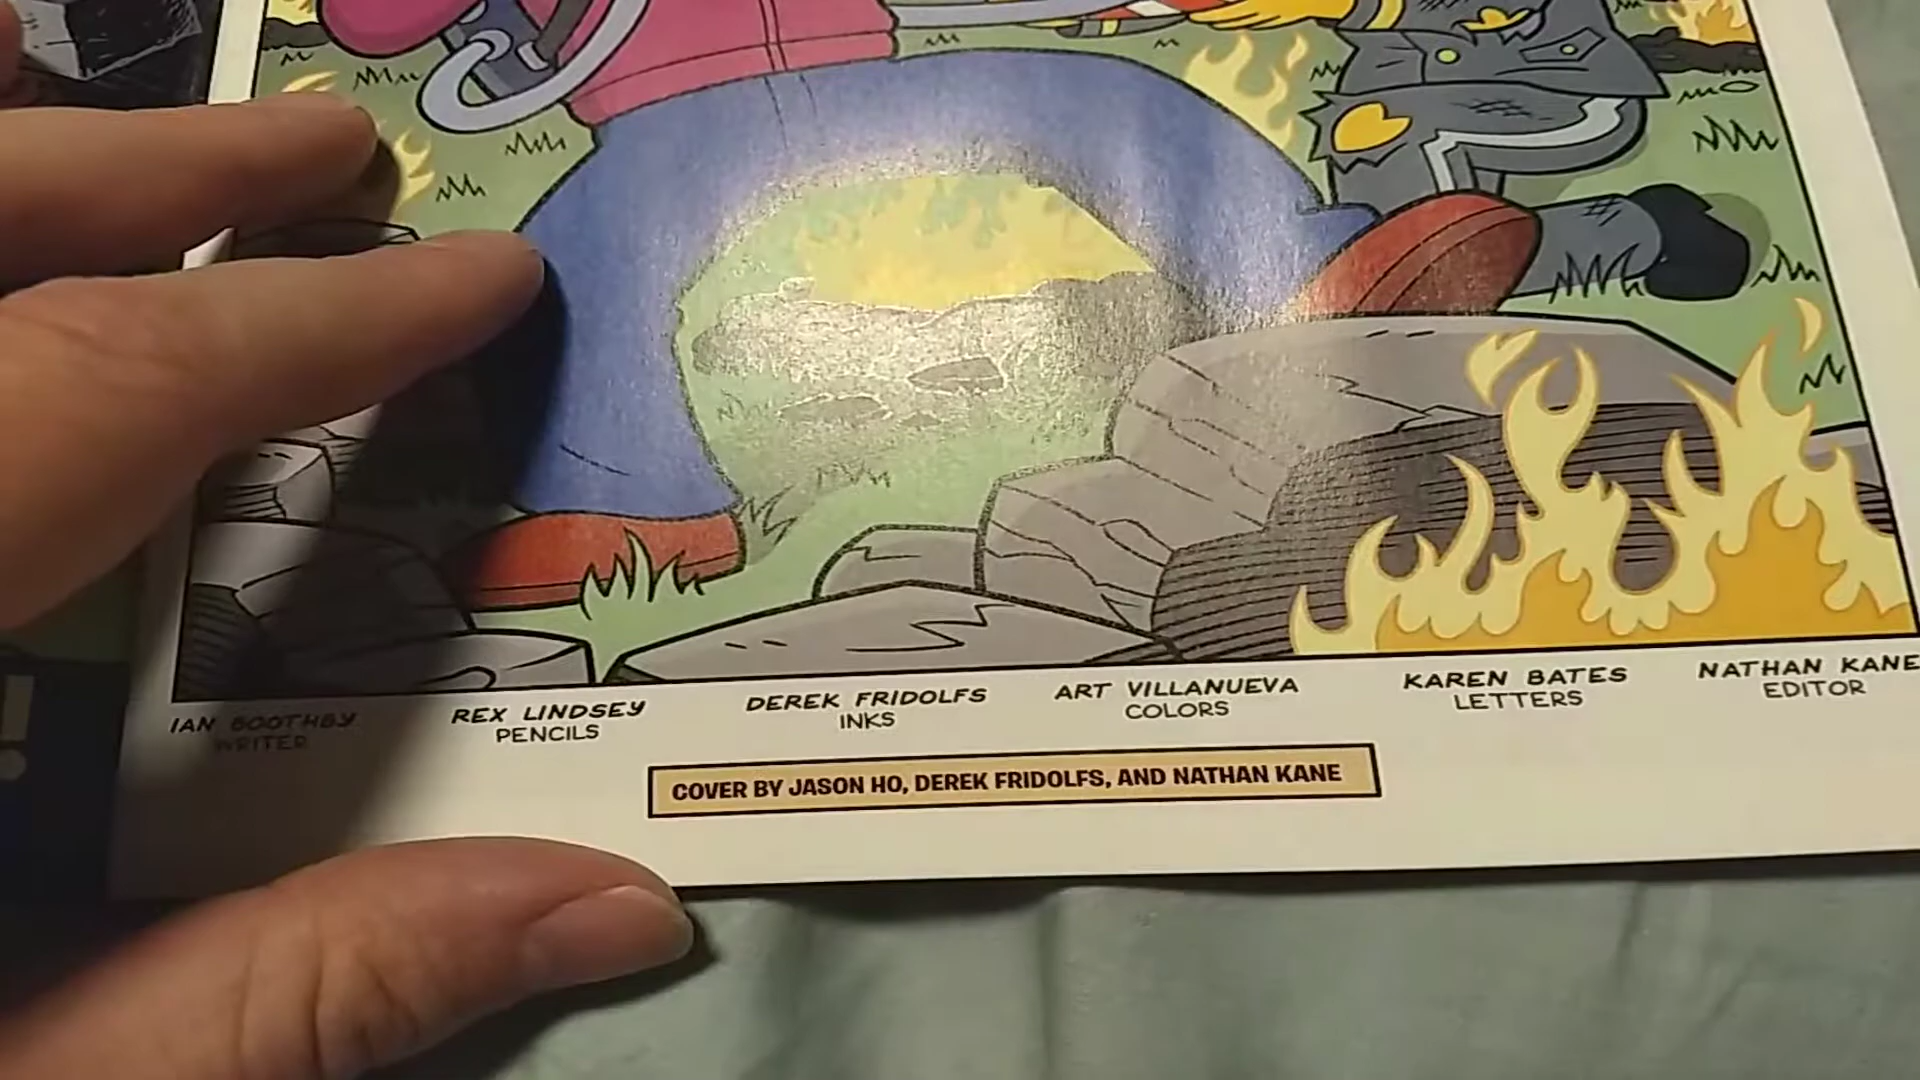 IAN BOOTHBY
WRITER
REX LINDSEY
PENCILS
DEREK FRIDOLFS
INKS
ART VILLANUEVA
COLORS
KAREN BATES
LETTERS
NATHAN KANE
EDITOR
COVER BY JASON HO, DEREK FRIDOLFS, AND NATHAN KANE
!